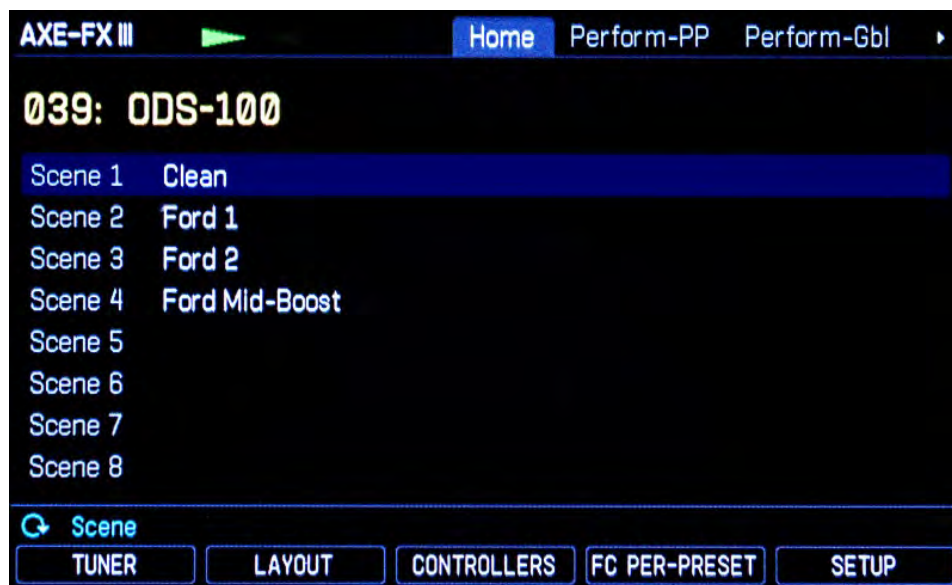 AXE-FX III Home Perform-PP Perform-Gbl
039: ODS-100
Scene 1 Clean
Scene 2 Ford 1
Scene 3 Ford 2
Scene 4 Ford Mid-Boost
Scene 5
Scene 6
Scene 7
Scene 8
Scene
TUNER LAYOUT CONTROLLERS FC PER-PRESET SETUP